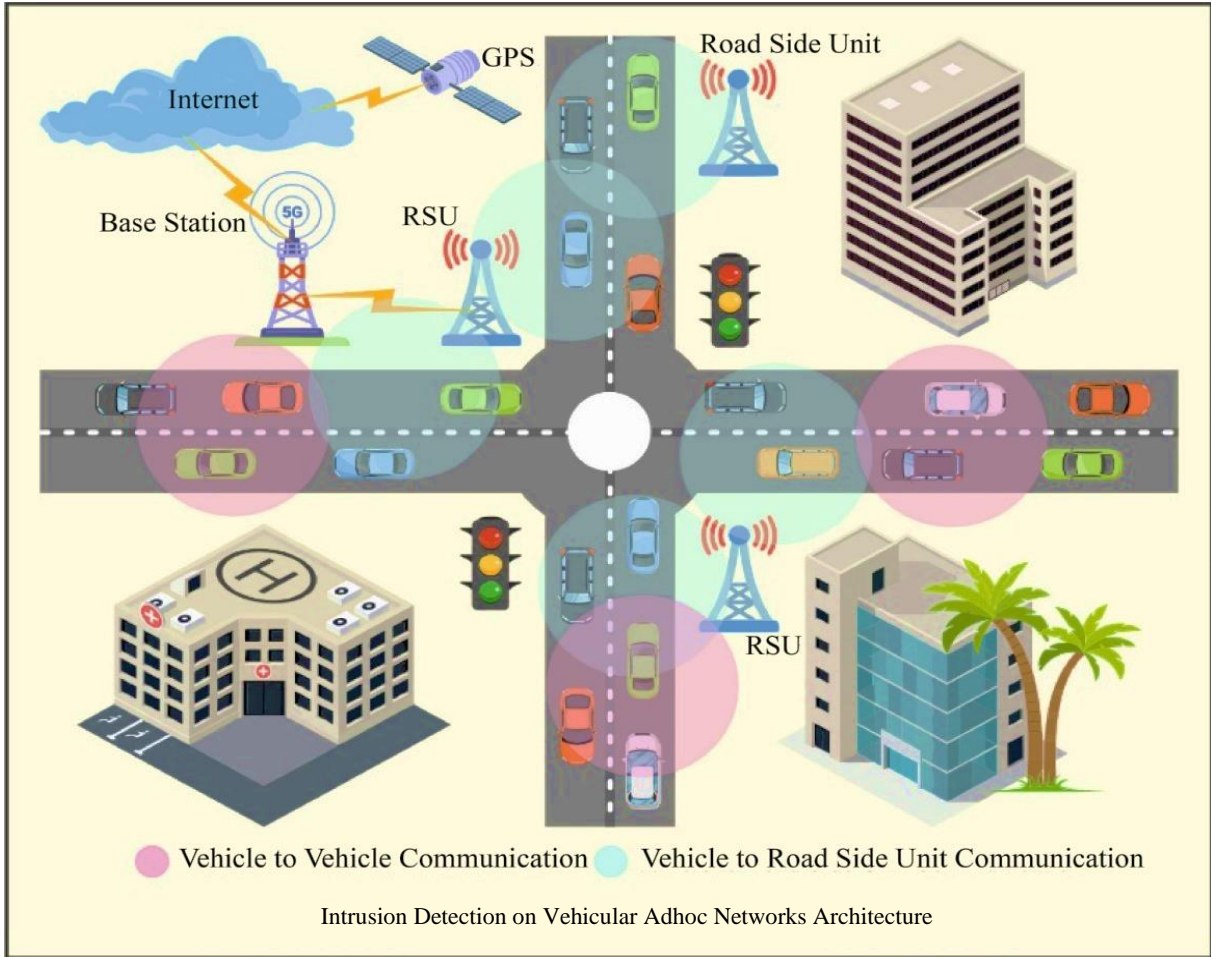 GPS
Road Side Unit
Internet
5G
Base Station
RSU
H
RSU
Vehicle to Vehicle Communication
Vehicle to Road Side Unit Communication
Intrusion Detection on Vehicular Adhoc Networks Architecture